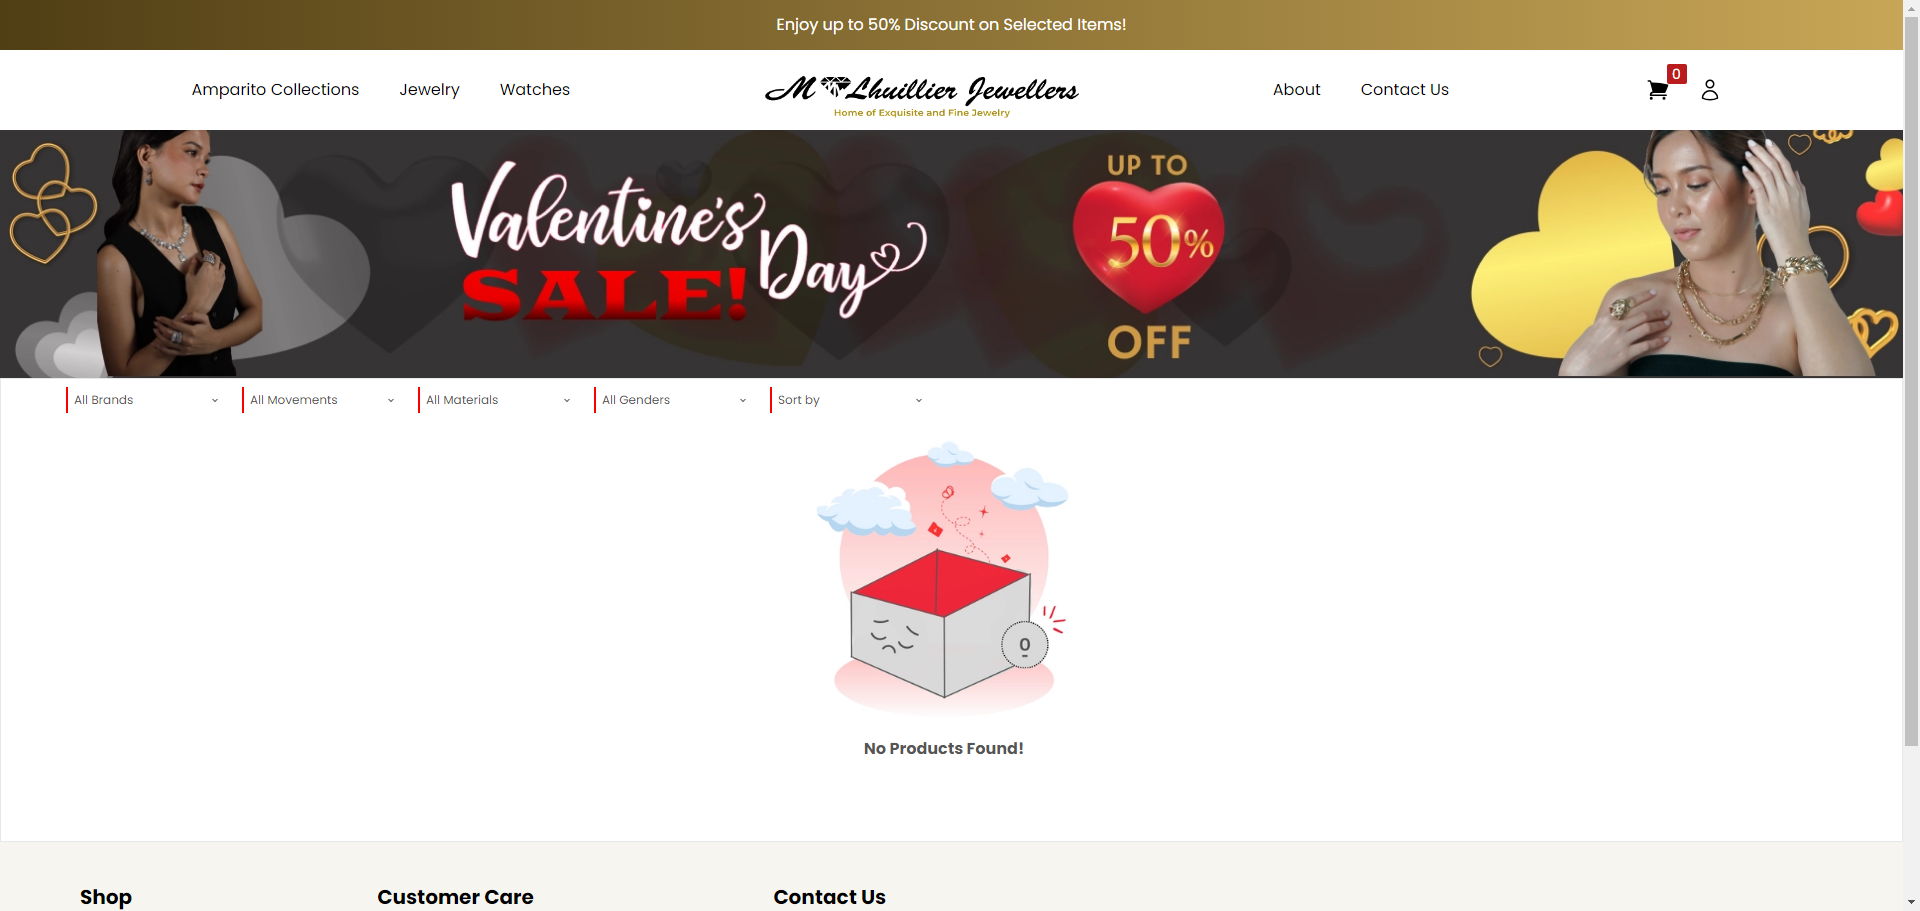 Enjoy up to 50% Discount on Selected Items!
Amparito Collections
Jewelry
Watches
M Lhuillier Jewellers
Home of Exquisite and Fine Jewelry
About
Contact Us
0
Valentine's
Day
SALE!
UP TO
50%
OFF
All Brands
All Movements
All Materials
All Genders
Sort by
0
No Products Found!
Shop
Customer Care
Contact Us